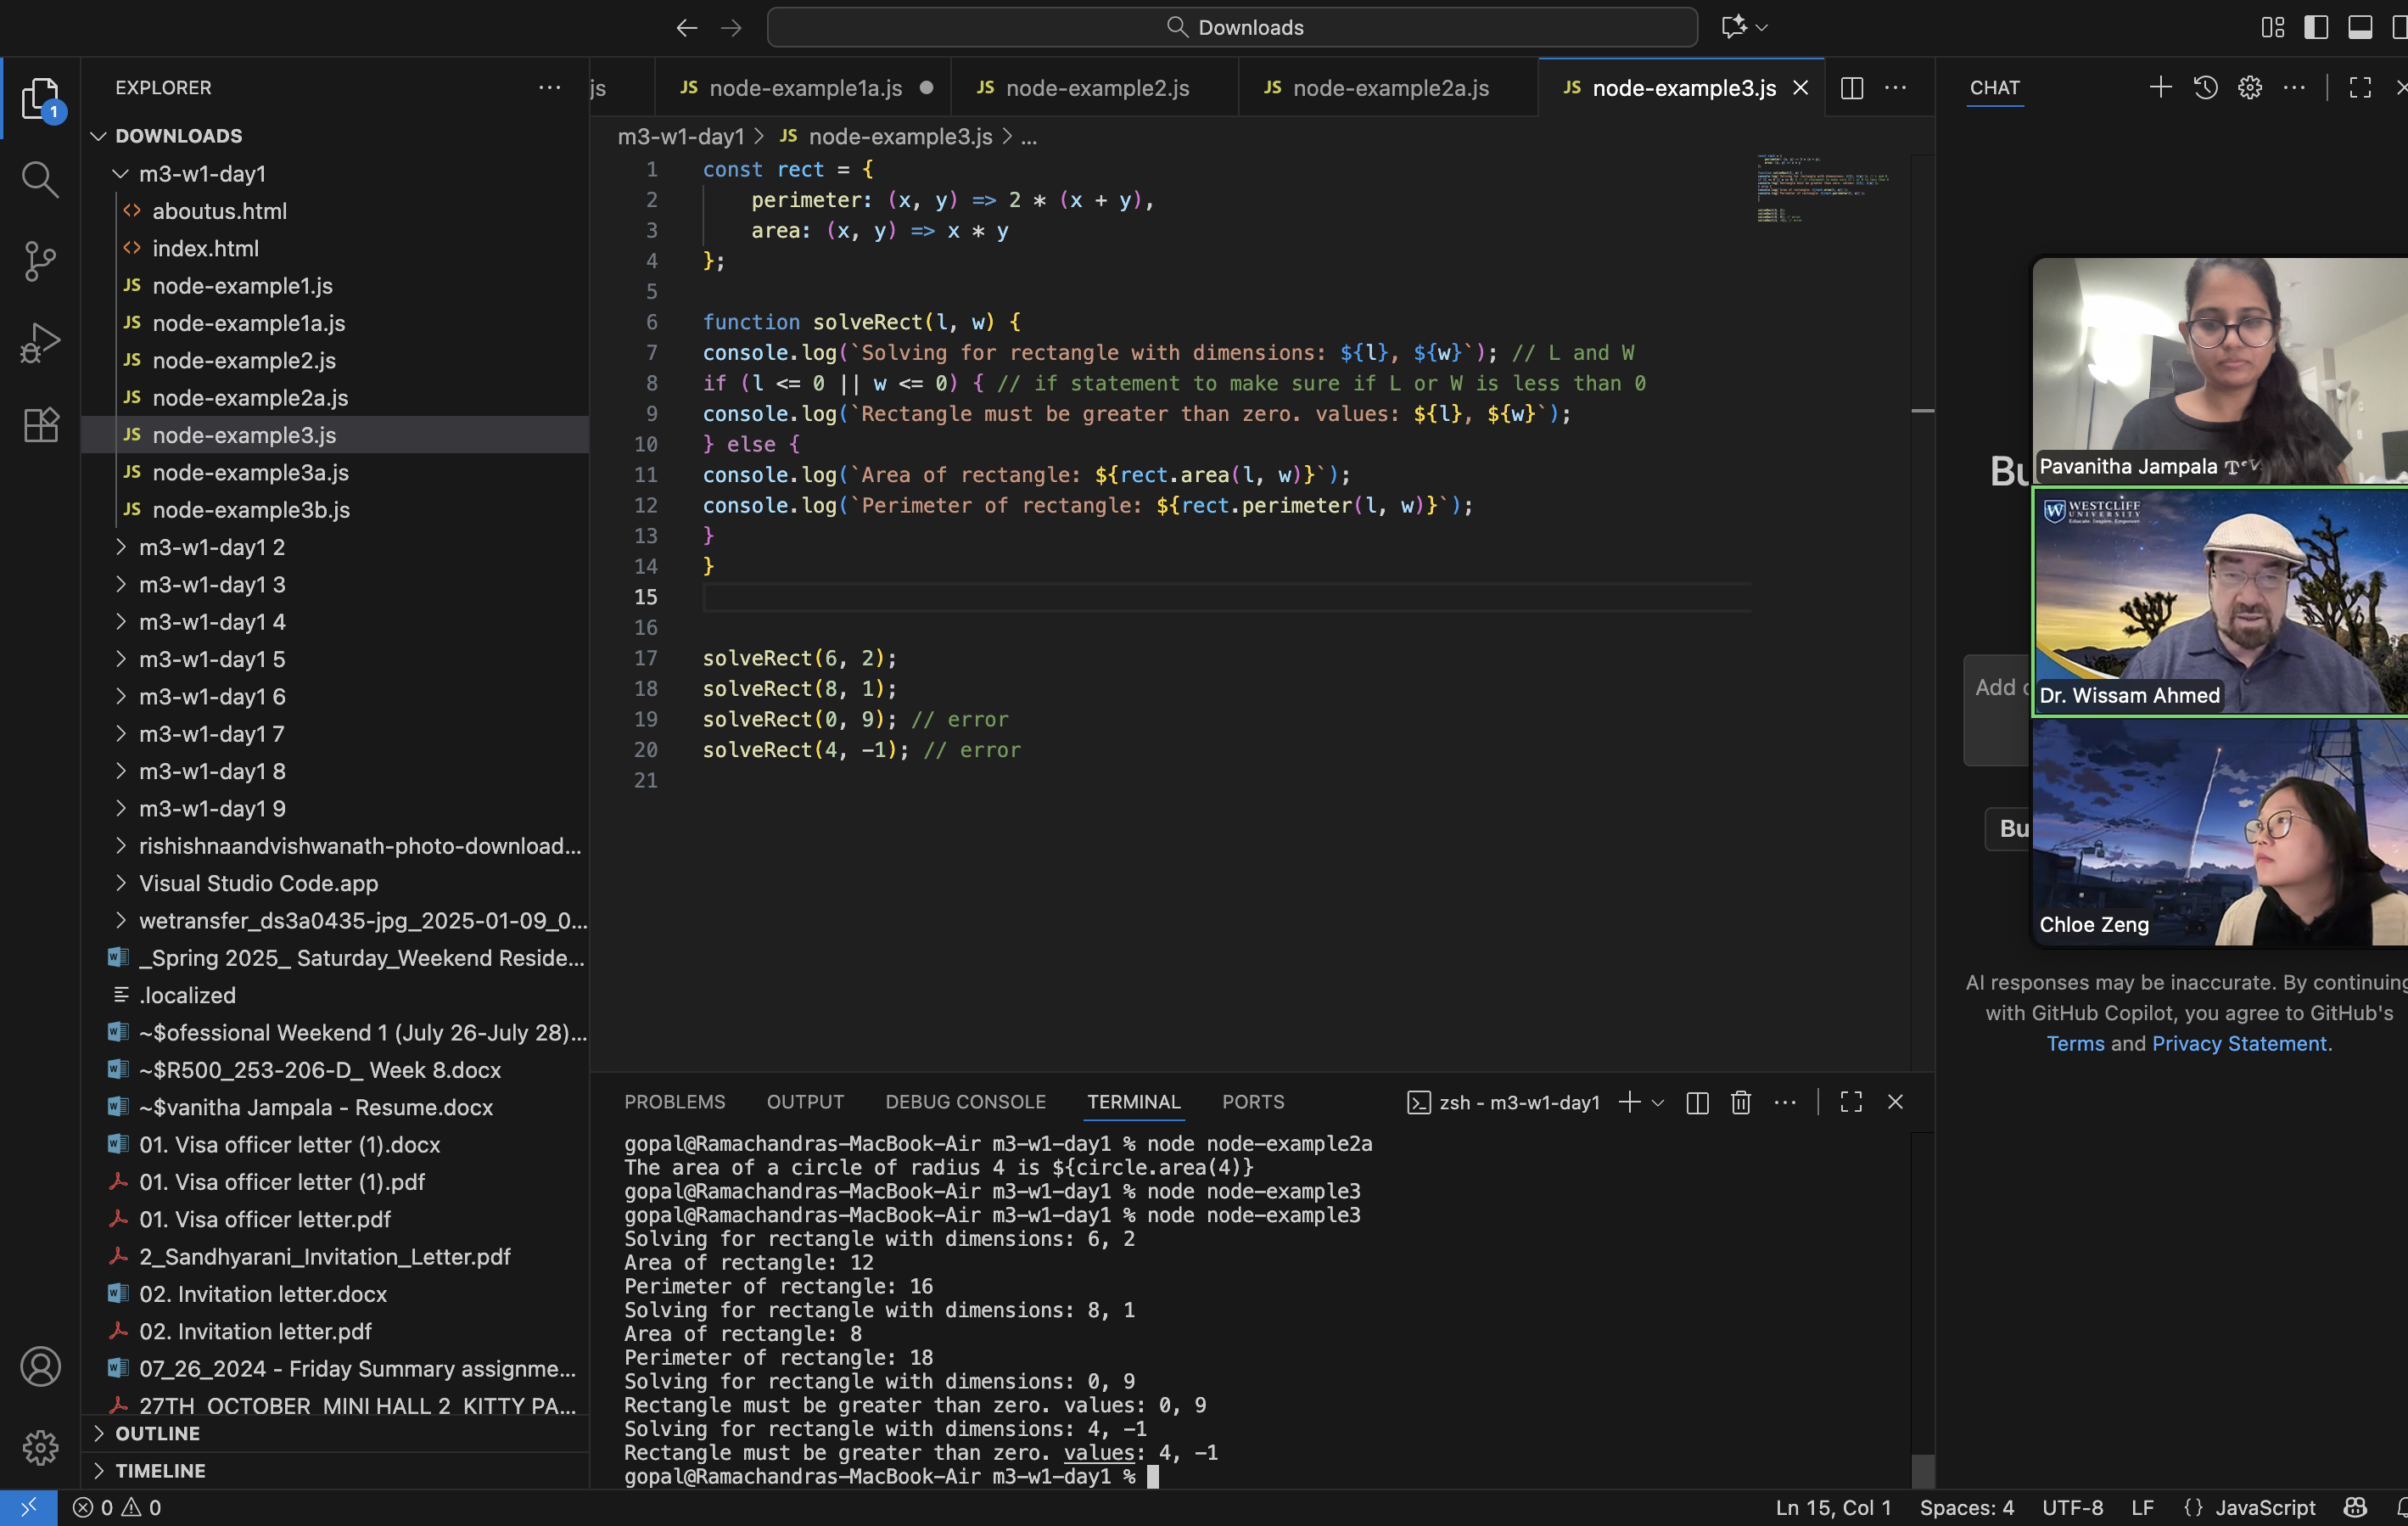 Downloads
EXPLORER
DOWNLOADS
m3-w1-day1
aboutus.html
index.html
JS node-example1.js
JS node-example1a.js
JS node-example2.js
JS node-example2a.js
JS node-example3.js
JS node-example3a.js
JS node-example3b.js
m3-w1-day1 2
m3-w1-day1 3
m3-w1-day1 4
m3-w1-day1 5
m3-w1-day1 6
m3-w1-day1 7
m3-w1-day1 8
m3-w1-day1 9
rishishnaandvishwanath-photo-download...
Visual Studio Code.app
wetransfer_ds3a0435-jpg_2025-01-09_0...
_Spring 2025_ Saturday_Weekend Reside...
.localized
~$ofessional Weekend 1 (July 26-July 28)...
~$R500_253-206-D_ Week 8.docx
~$vanitha Jampala - Resume.docx
01. Visa officer letter (1).docx
01. Visa officer letter (1).pdf
01. Visa officer letter.pdf
2_Sandhyarani_Invitation_Letter.pdf
02. Invitation letter.docx
02. Invitation letter.pdf
07_26_2024 - Friday Summary assignme...
27TH_OCTOBER_MINI HALL 2_KITTY PA...
OUTLINE
TIMELINE
js JS node-example1a.js JS node-example2.js JS node-example2a.js JS node-example3.js
m3-w1-day1 > JS node-example3.js > ...
1 const rect = {
2 perimeter: (x, y) => 2 * (x + y),
3 area: (x, y) => x * y
4 };
5
6 function solveRect(l, w) {
7 console.log(`Solving for rectangle with dimensions: ${l}, ${w}`); // L and W
8 if (l <= 0 || w <= 0) { // if statement to make sure if L or W is less than 0
9 console.log(`Rectangle must be greater than zero. values: ${l}, ${w}`);
10 } else {
11 console.log(`Area of rectangle: ${rect.area(l, w)}`);
12 console.log(`Perimeter of rectangle: ${rect.perimeter(l, w)}`);
13 }
14 }
15
16
17 solveRect(6, 2);
18 solveRect(8, 1);
19 solveRect(0, 9); // error
20 solveRect(4, -1); // error
21
PROBLEMS OUTPUT DEBUG CONSOLE TERMINAL PORTS
zsh - m3-w1-day1
gopal@Ramachandras-MacBook-Air m3-w1-day1 % node node-example2a
The area of a circle of radius 4 is ${circle.area(4)}
gopal@Ramachandras-MacBook-Air m3-w1-day1 % node node-example3
gopal@Ramachandras-MacBook-Air m3-w1-day1 % node node-example3
Solving for rectangle with dimensions: 6, 2
Area of rectangle: 12
Perimeter of rectangle: 16
Solving for rectangle with dimensions: 8, 1
Area of rectangle: 8
Perimeter of rectangle: 18
Solving for rectangle with dimensions: 0, 9
Rectangle must be greater than zero. values: 0, 9
Solving for rectangle with dimensions: 4, -1
Rectangle must be greater than zero. values: 4, -1
gopal@Ramachandras-MacBook-Air m3-w1-day1 %
CHAT
Bu
Pavanitha Jampala
WESTCLIFF
UNIVERSITY
Educate. Inspire. Empower.
Add
Dr. Wissam Ahmed
Bu
Chloe Zeng
AI responses may be inaccurate. By continuing
with GitHub Copilot, you agree to GitHub's
Terms and Privacy Statement.
1
0 0
Ln 15, Col 1 Spaces: 4 UTF-8 LF {} JavaScript